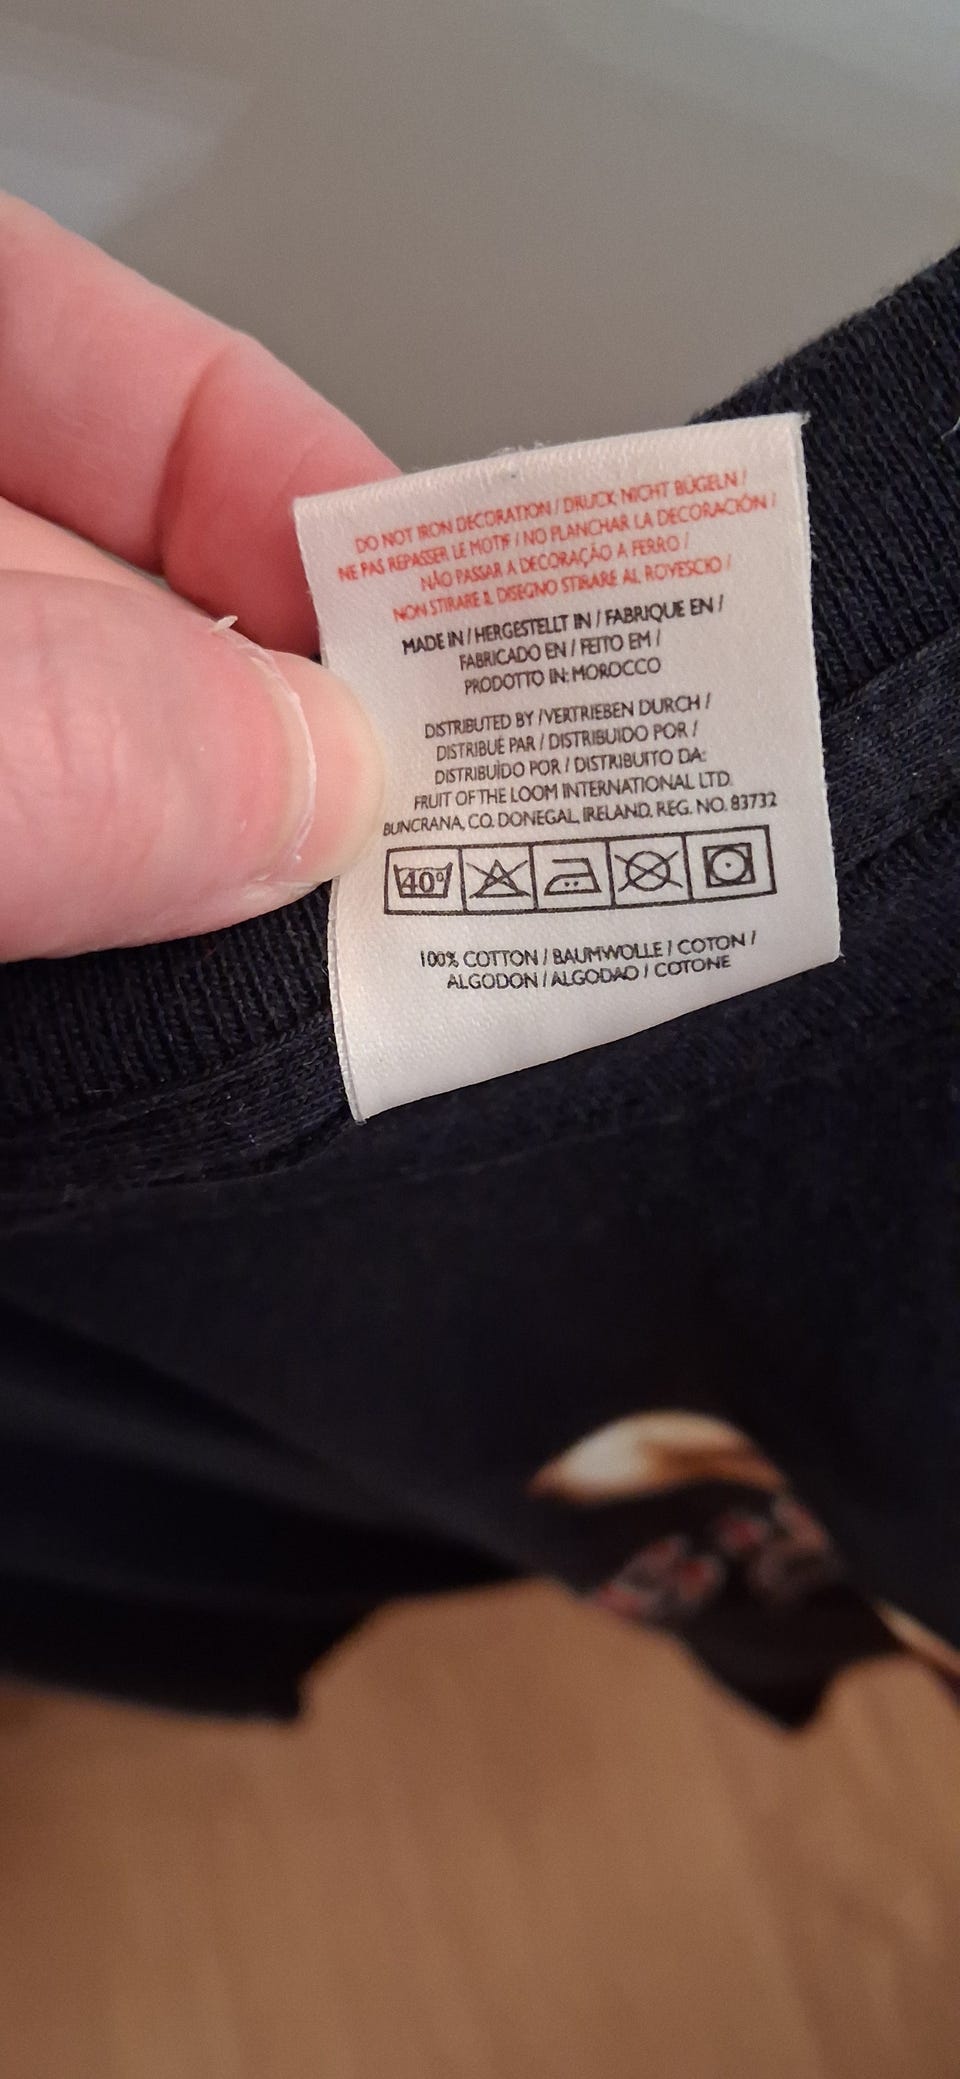 DO NOT IRON DECORATION / DRUCK NICHT BÜGELN /
NE PAS REPASSER LE MOTIF / NO PLANCHAR LA DECORACIÓN /
NÃO PASSAR A DECORAÇÃO A FERRO /
NON STIRARE IL DISEGNO STIRARE AL ROVESCIO /
MADE IN / HERGESTELLT IN / FABRIQUE EN /
FABRICADO EN / FEITO EM /
PRODOTTO IN: MOROCCO
DISTRIBUTED BY /VERTRIEBEN DURCH /
DISTRIBUÉ PAR / DISTRIBUIDO POR /
DISTRIBUÌDO POR / DISTRIBUITO DA:
FRUIT OF THE LOOM INTERNATIONAL LTD.
BUNCRANA, CO. DONEGAL, IRELAND. REG. NO. 83732
40°
100% COTTON / BAUMWOLLE / COTON /
ALGODON / ALGODAO / COTONE